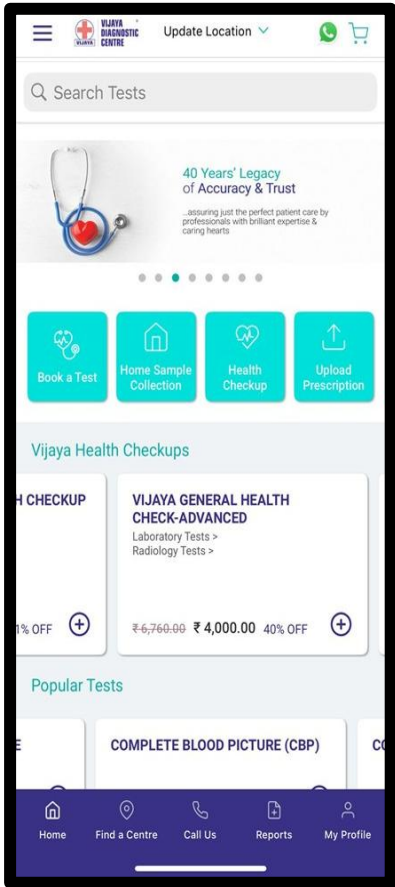 VIJAYA
DIAGNOSTIC
CENTRE
VIJAYA
Update Location
Search Tests
40 Years' Legacy
of Accuracy & Trust
...assuring just the perfect patient care by
professionals with brilliant expertise &
caring hearts
Book a Test
Home Sample
Collection
Health
Checkup
Upload
Prescription
Vijaya Health Checkups
H CHECKUP
1% OFF
VIJAYA GENERAL HEALTH
CHECK-ADVANCED
Laboratory Tests >
Radiology Tests >
₹ 6,760.00 ₹ 4,000.00 40% OFF
Popular Tests
E
COMPLETE BLOOD PICTURE (CBP)
CO
Home Find a Centre Call Us Reports My Profile